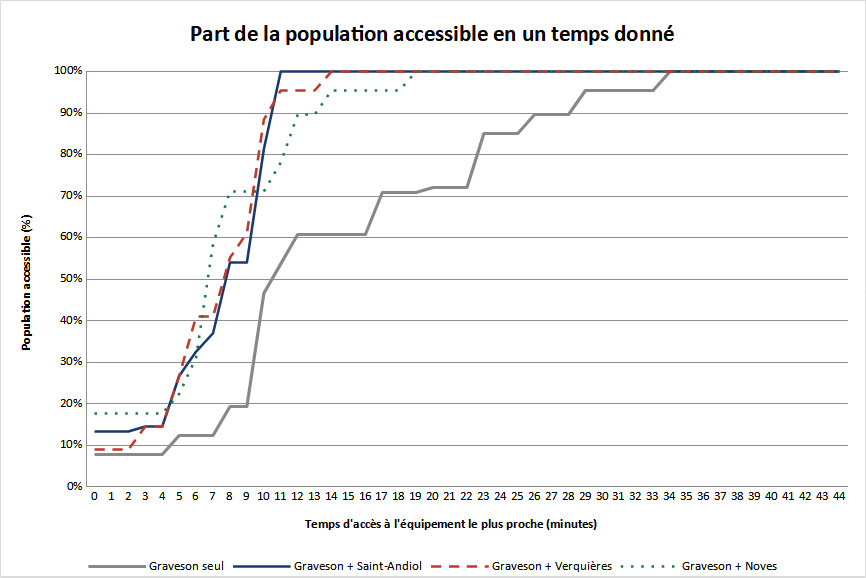 Part de la population accessible en un temps donné
Population accessible (%)
100%
90%
80%
70%
60%
50%
40%
30%
20%
10%
0%
0 1 2 3 4 5 6 7 8 9 10 11 12 13 14 15 16 17 18 19 20 21 22 23 24 25 26 27 28 29 30 31 32 33 34 35 36 37 38 39 40 41 42 43 44
Temps d'accès à l'équipement le plus proche (minutes)
Graveson seul Graveson + Saint-Andiol Graveson + Verquières Graveson + Noves